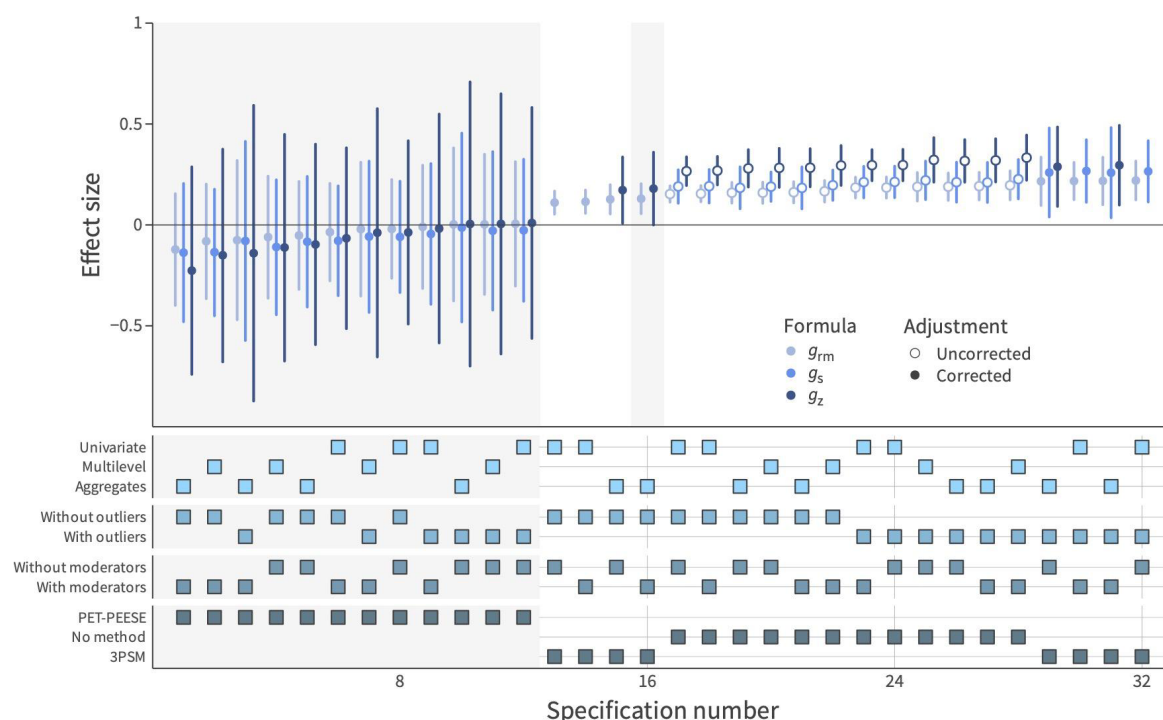 1
0.5
0
−0.5
Effect size
Formula
g_rm
g_s
g_z
Adjustment
Uncorrected
Corrected
Univariate
Multilevel
Aggregates
Without outliers
With outliers
Without moderators
With moderators
PET-PEESE
No method
3PSM
8 16 24 32
Specification number